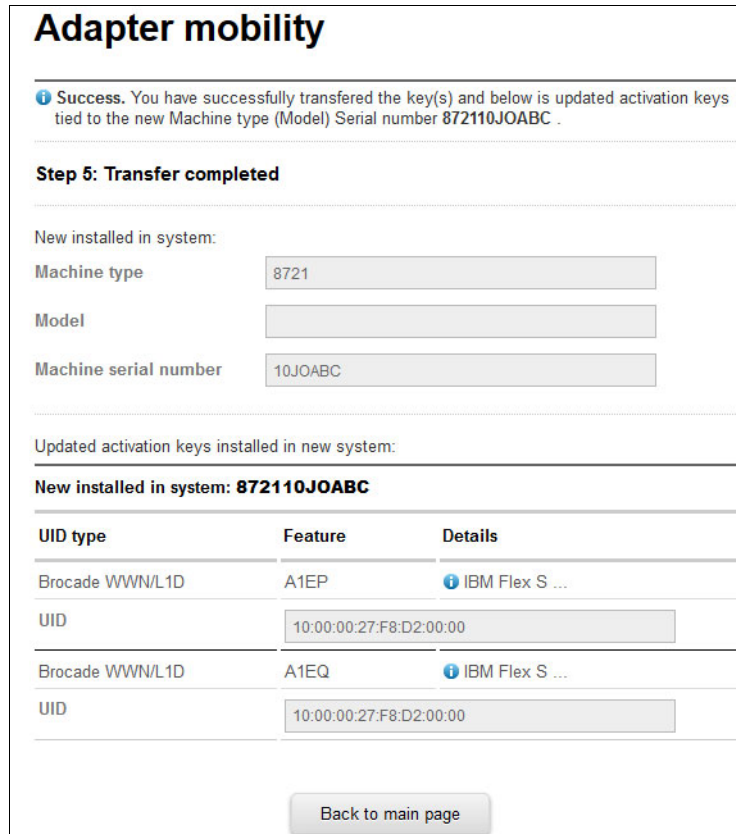 Adapter mobility
Success. You have successfully transfered the key(s) and below is updated activation keys
tied to the new Machine type (Model) Serial number 872110JOABC .
Step 5: Transfer completed
New installed in system:
Machine type 8721
Model
Machine serial number 10JOABC
Updated activation keys installed in new system:
New installed in system: 872110JOABC
UID type Feature Details
Brocade WWN/L1D A1EP IBM Flex S ...
UID 10:00:00:27:F8:D2:00:00
Brocade WWN/L1D A1EQ IBM Flex S ...
UID 10:00:00:27:F8:D2:00:00
Back to main page